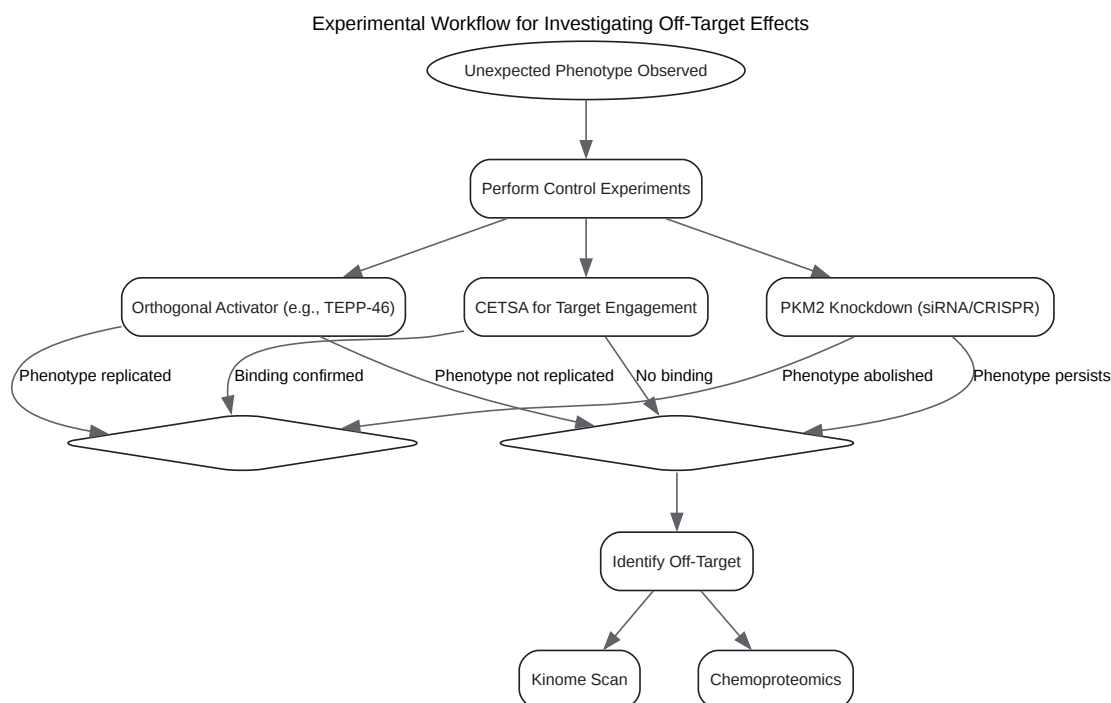 Experimental Workflow for Investigating Off-Target Effects
Unexpected Phenotype Observed
Perform Control Experiments
Orthogonal Activator (e.g., TEPP-46)
CETSA for Target Engagement
PKM2 Knockdown (siRNA/CRISPR)
Phenotype replicated
Binding confirmed
Phenotype not replicated
No binding
Phenotype abolished
Phenotype persists
Identify Off-Target
Kinome Scan
Chemoproteomics